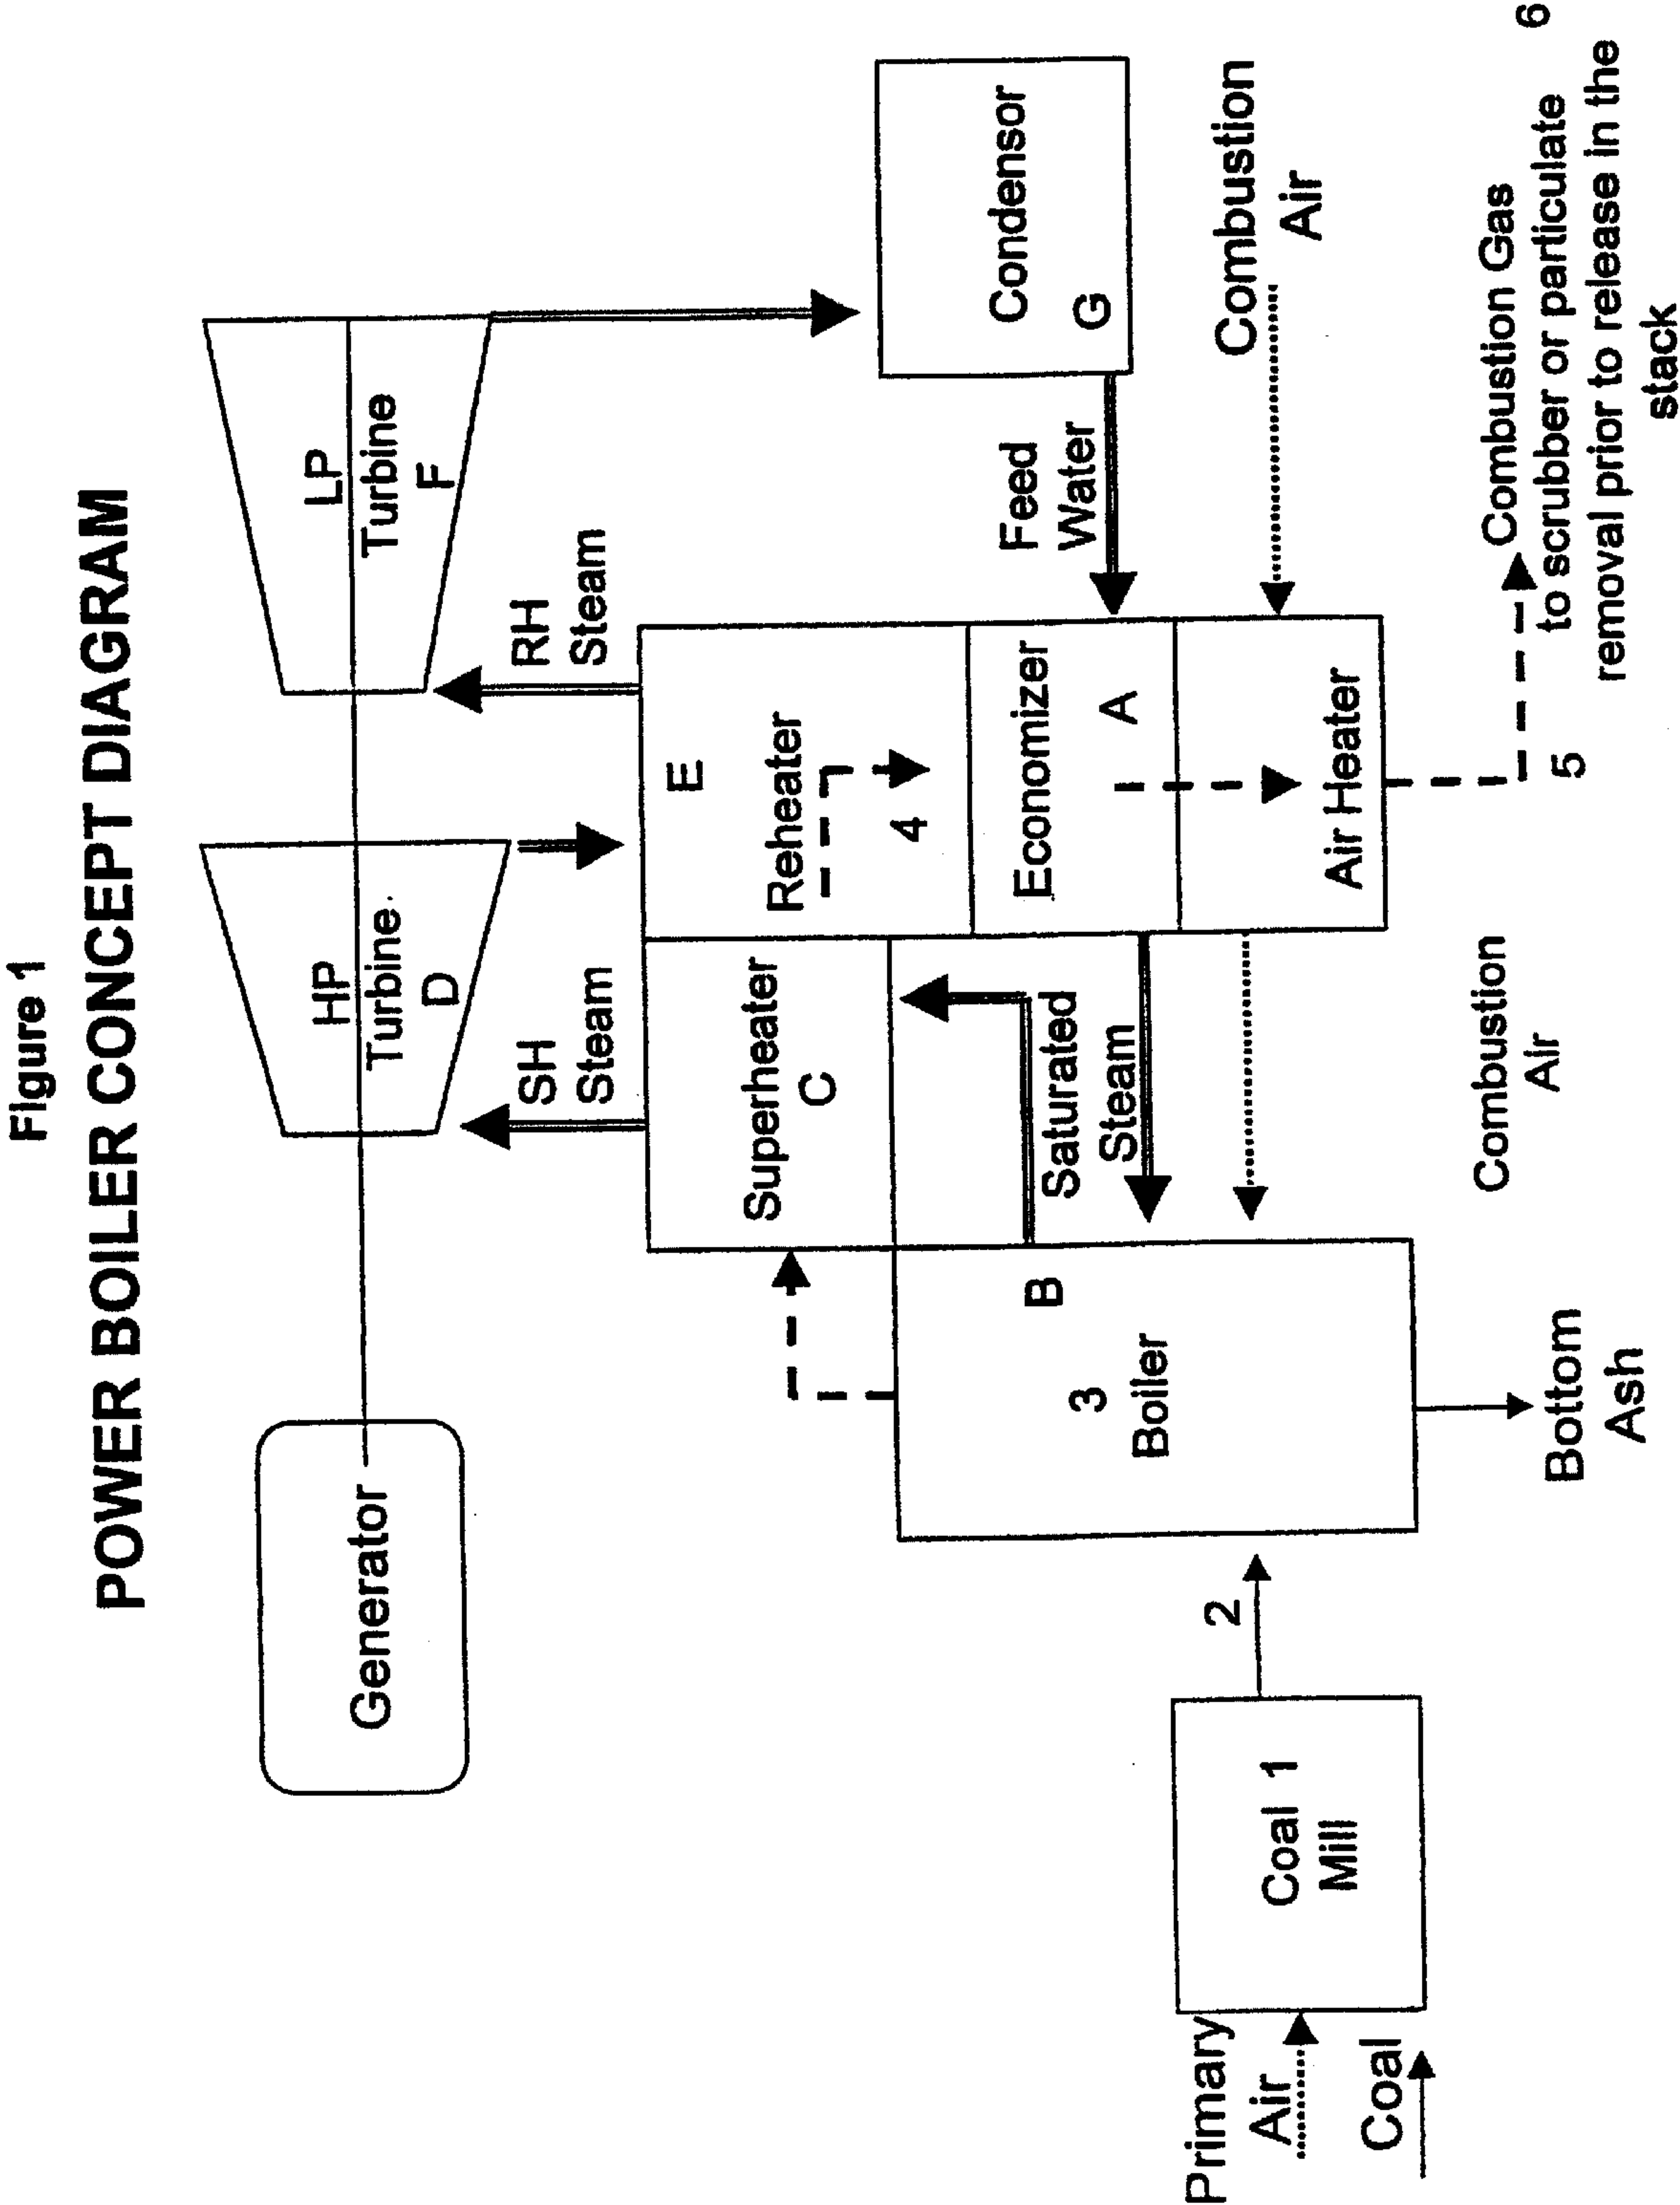 Figure 1
POWER BOILER CONCEPT DIAGRAM
Generator
HP
Turbine
D
LP
Turbine
F
SH
Steam
RH
Steam
Superheater
C
E
Reheater
4
Economizer
A
Air Heater
Condensor
G
Feed
Water
Combustion
Air
Saturated
Steam
B
3
Boiler
2
Coal 1
Mill
Primary
Air
Coal
Bottom
Ash
Combustion
Air
5
Combustion Gas
to scrubber or particulate 6
removal prior to release in the
stack